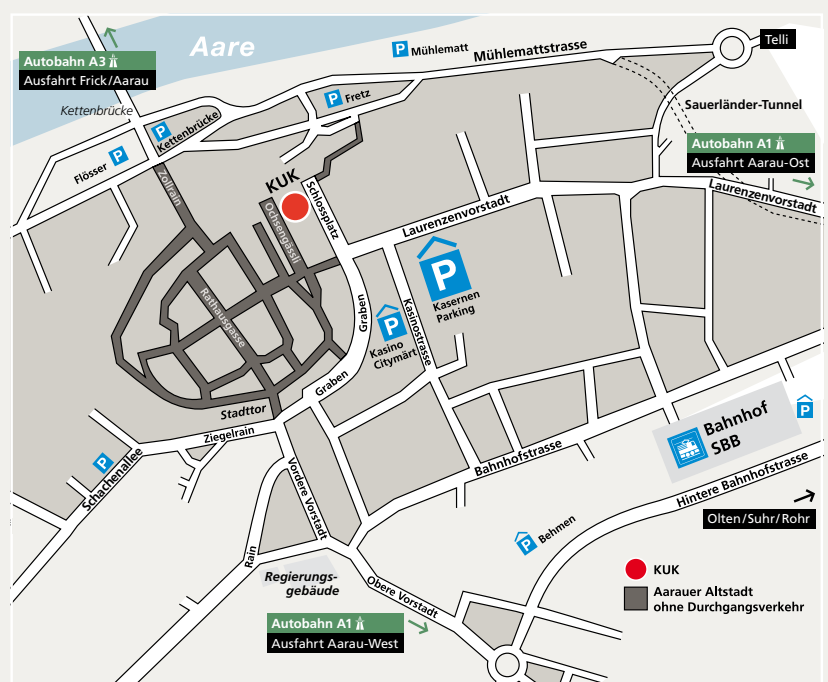 Aare
Autobahn A3
Ausfahrt Frick/Aarau
Kettenbrücke
P
Mühlematt
Mühlemattstrasse
Telli
P
Fretz
Sauerländer-Tunnel
P
Kettenbrücke
P
Flösser
Autobahn A1
Ausfahrt Aarau-Ost
Zollrain
KUK
Schlossplatz
Ochsengässli
Laurenzenvorstadt
Laurenzenvorstadt
P
Kasernen
Parking
Rathausgasse
Graben
P
Kasino
Citymärt
Kasinostrasse
Graben
Stadttor
Ziegelrain
P
Schachenallee
Vordere Vorstadt
Bahnhofstrasse
Bahnhof
SBB
P
Hintere Bahnhofstrasse
Olten/Suhr/Rohr
P
Behmen
Rain
Regierungs-
gebäude
Obere Vorstadt
Autobahn A1
Ausfahrt Aarau-West
KUK
Aarauer Altstadt
ohne Durchgangsverkehr